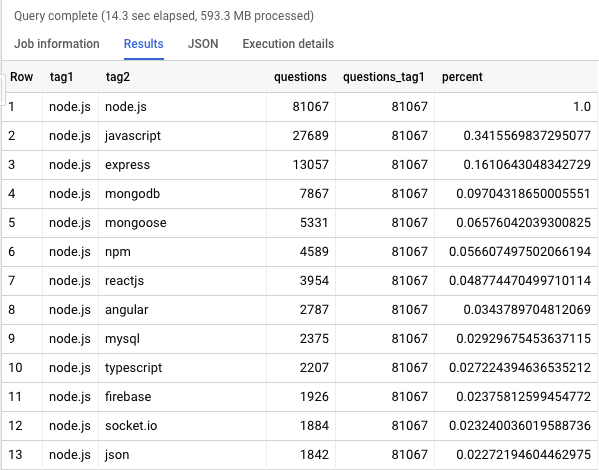 Query complete (14.3 sec elapsed, 593.3 MB processed)
Job information Results JSON Execution details
Row tag1 tag2 questions questions_tag1 percent
1 node.js node.js 81067 81067 1.0
2 node.js javascript 27689 81067 0.3415569837295077
3 node.js express 13057 81067 0.1610643048342729
4 node.js mongodb 7867 81067 0.09704318650005551
5 node.js mongoose 5331 81067 0.06576042039300825
6 node.js npm 4589 81067 0.056607497502066194
7 node.js reactjs 3954 81067 0.048774470499710114
8 node.js angular 2787 81067 0.0343789704812069
9 node.js mysql 2375 81067 0.02929675453637115
10 node.js typescript 2207 81067 0.027224394636535212
11 node.js firebase 1926 81067 0.02375812599454772
12 node.js socket.io 1884 81067 0.023240036019588736
13 node.js json 1842 81067 0.02272194604462975